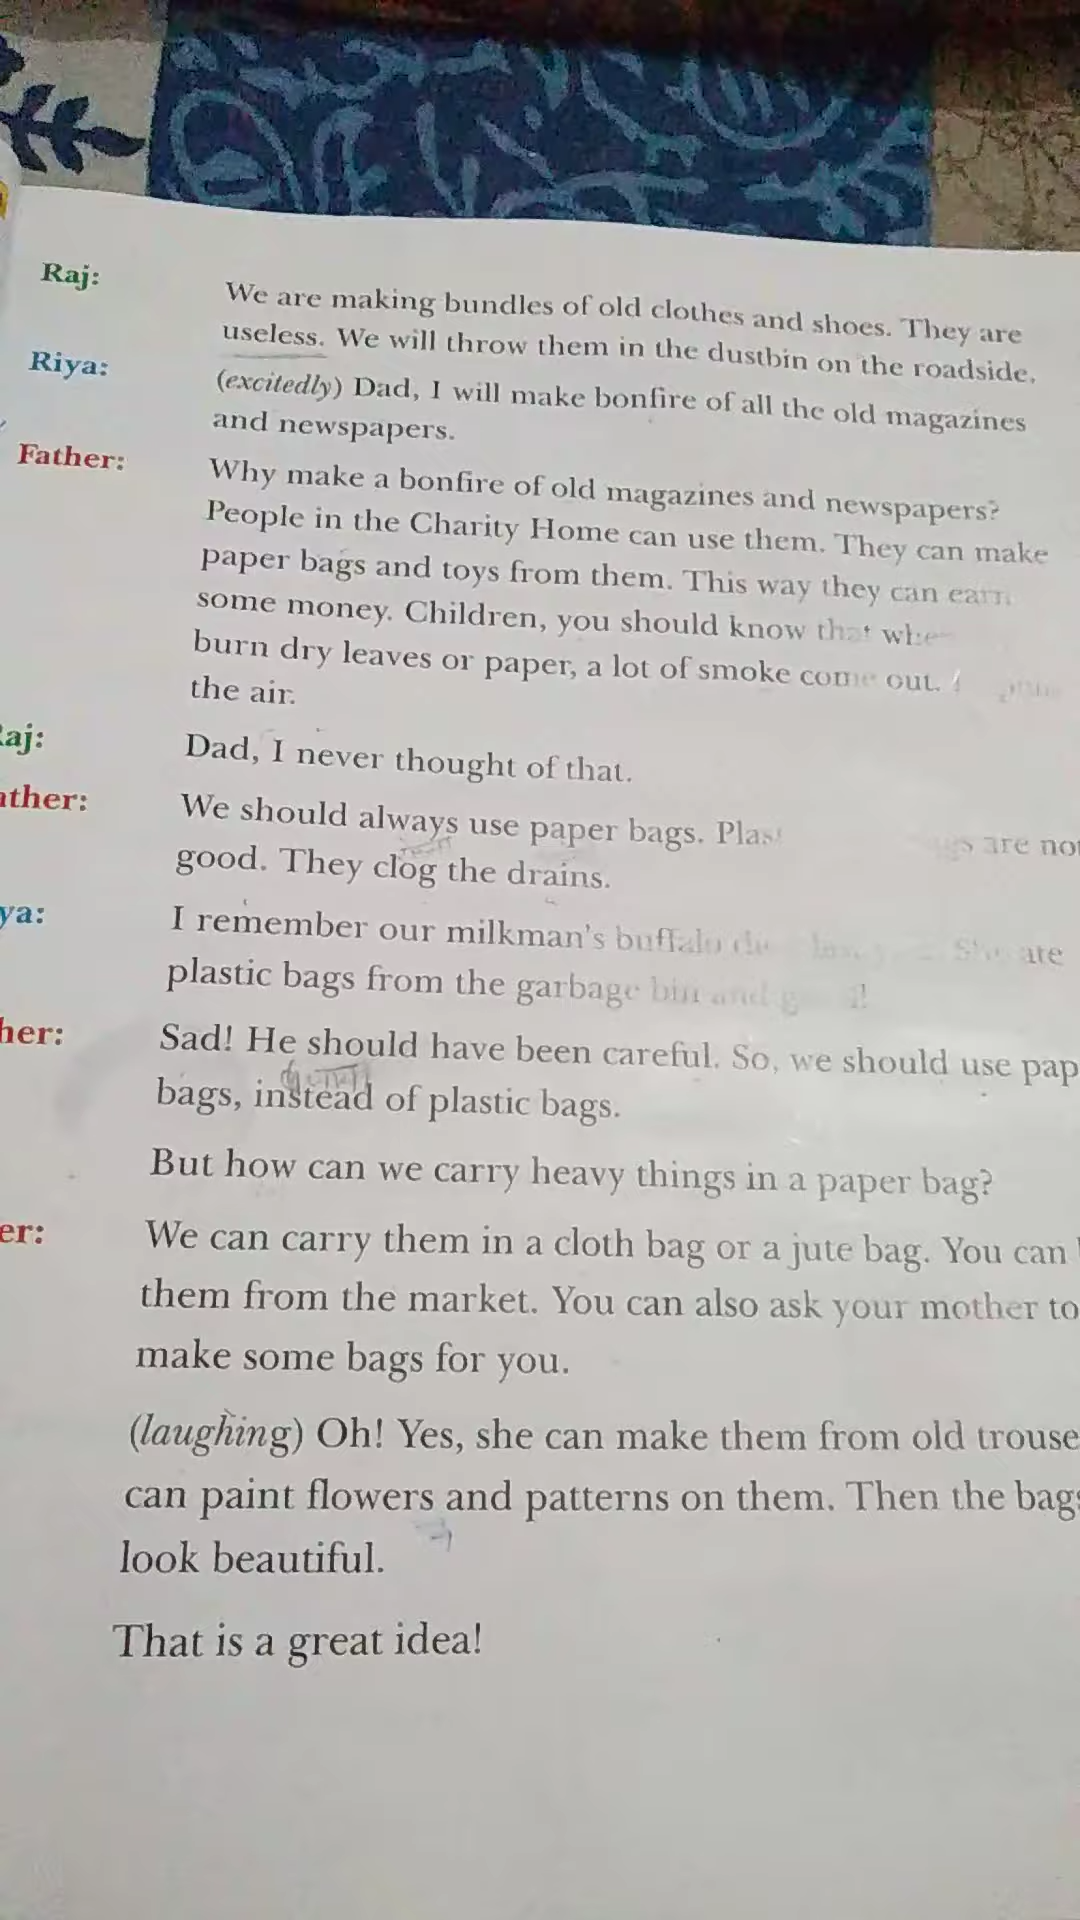 Raj: We are making bundles of old clothes and shoes. They are
useless. We will throw them in the dustbin on the roadside.
Riya: (excitedly) Dad, I will make bonfire of all the old magazines
and newspapers.
Father: Why make a bonfire of old magazines and newspapers?
People in the Charity Home can use them. They can make
paper bags and toys from them. This way they can earn
some money. Children, you should know that
burn dry leaves or paper, a lot of smoke come out.
the air.
aj: Dad, I never thought of that.
ather: We should always use paper bags. are not
good. They clog the drains.
ya: I remember our milkman's buffalo ate
plastic bags from the garbage bin and
her: Sad! He should have been careful. So, we should use pap
bags, instead of plastic bags.
But how can we carry heavy things in a paper bag?
er: We can carry them in a cloth bag or a jute bag. You can
them from the market. You can also ask your mother to
make some bags for you.
(laughing) Oh! Yes, she can make them from old trouse
can paint flowers and patterns on them. Then the bags
look beautiful.
That is a great idea!